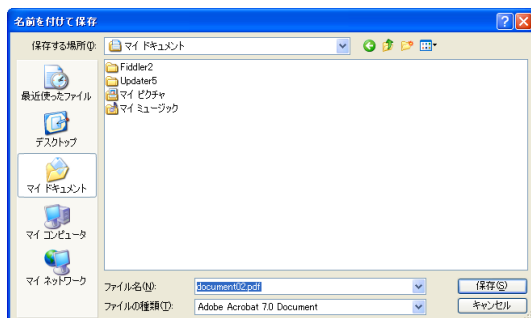 名前を付けて保存
保存する場所(I):
マイ ドキュメント
Fiddler2
Updater5
マイ ピクチャ
マイ ミュージック
最近使ったファイル
デスクトップ
マイ ドキュメント
マイ コンピュータ
マイ ネットワーク
ファイル名(N):
document02.pdf
保存(S)
ファイルの種類(T):
Adobe Acrobat 7.0 Document
キャンセル